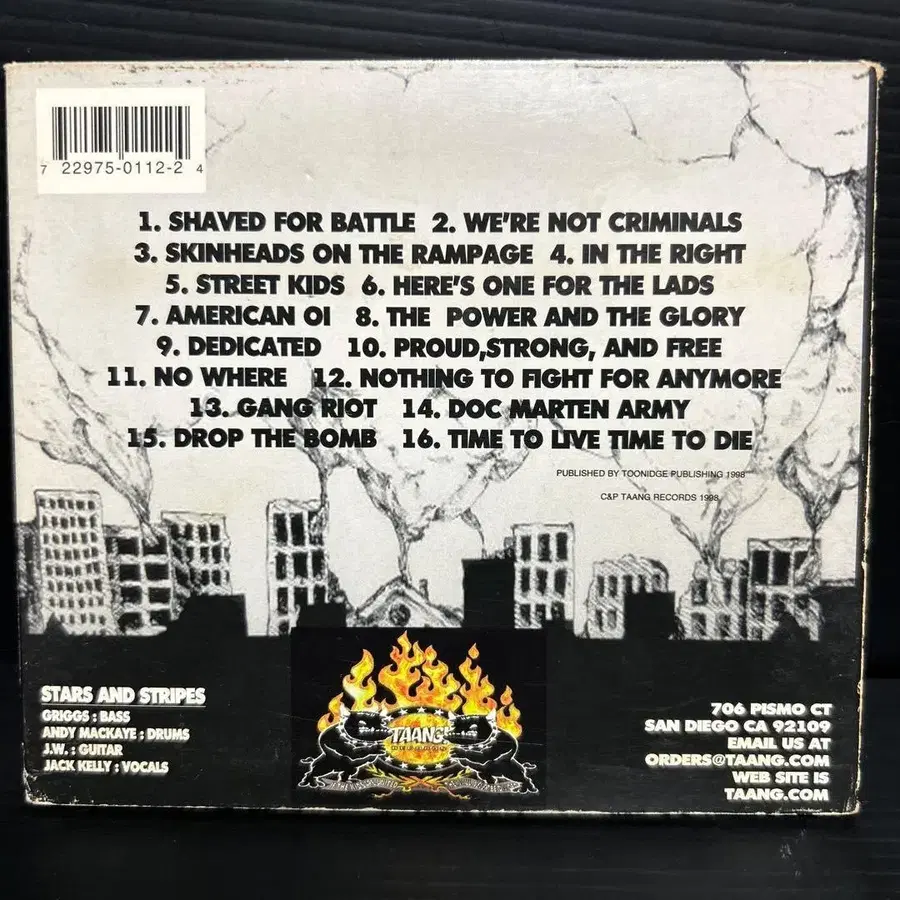 7 22975-0112-2 4
1. SHAVED FOR BATTLE 2. WE'RE NOT CRIMINALS
3. SKINHEADS ON THE RAMPAGE 4. IN THE RIGHT
5. STREET KIDS 6. HERE'S ONE FOR THE LADS
7. AMERICAN OI 8. THE POWER AND THE GLORY
9. DEDICATED 10. PROUD,STRONG, AND FREE
11. NO WHERE 12. NOTHING TO FIGHT FOR ANYMORE
13. GANG RIOT 14. DOC MARTEN ARMY
15. DROP THE BOMB 16. TIME TO LIVE TIME TO DIE
PUBLISHED BY TOONIDGE PUBLISHING 1998
C&P TAANG RECORDS 1998
STARS AND STRIPES
GRIGGS : BASS
ANDY MACKAYE : DRUMS
J.W. : GUITAR
JACK KELLY ; VOCALS
TAANG!
RECORDS
706 PISMO CT
SAN DIEGO CA 92109
EMAIL US AT
ORDERS@TAANG.COM
WEB SITE IS
TAANG.COM